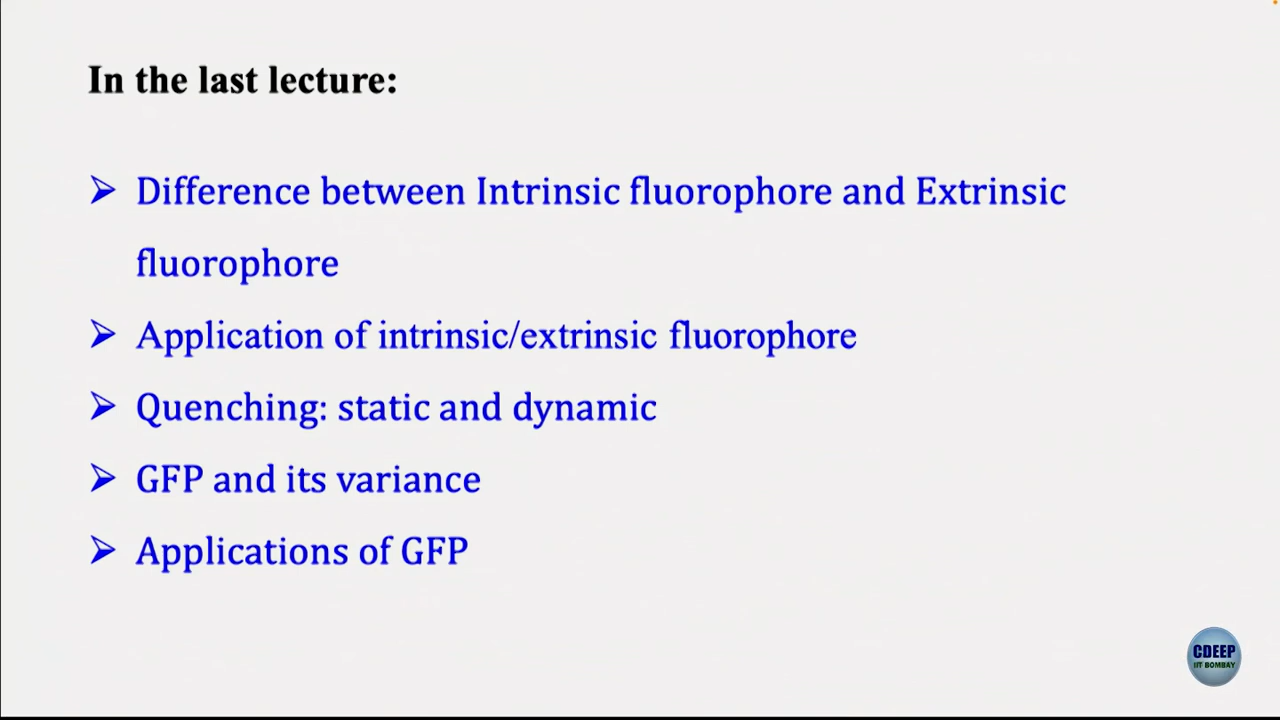 In the last lecture:
➢ Difference between Intrinsic fluorophore and Extrinsic
fluorophore
➢ Application of intrinsic/extrinsic fluorophore
➢ Quenching: static and dynamic
➢ GFP and its variance
➢ Applications of GFP
CDEEP
IIT BOMBAY